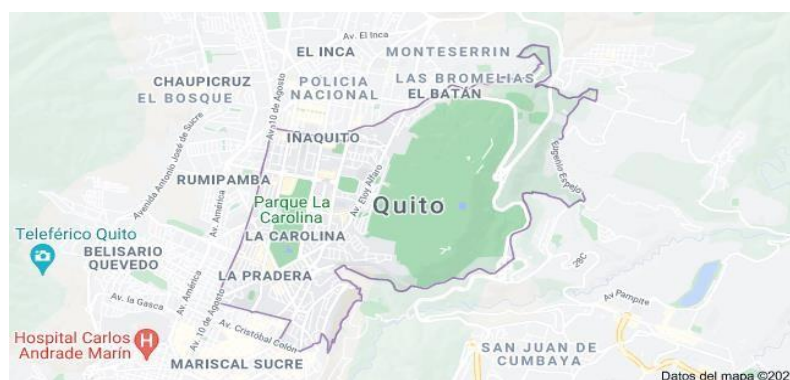 Av. El Inca
EL INCA
MONTESERRIN
CHAUPICRUZ
POLICIA
NACIONAL
LAS BROMELIAS
EL BOSQUE
EL BATÁN
Av. 10 de Agosto
Avenida Antonio José de Sucre
IÑAQUITO
Eugenio Espejo
RUMIPAMBA
Av. Eloy Alfaro
Av. América
Parque La
Carolina
Quito
Teleférico Quito
LA CAROLINA
BELISARIO
QUEVEDO
LA PRADERA
28C
Av. América
Av. la Gasca
Av. 10 de Agosto
Av Pampite
Av. Cristóbal Colón
Hospital Carlos
Andrade Marín
H
SAN JUAN DE
CUMBAYA
MARISCAL SUCRE
Datos del mapa ©202